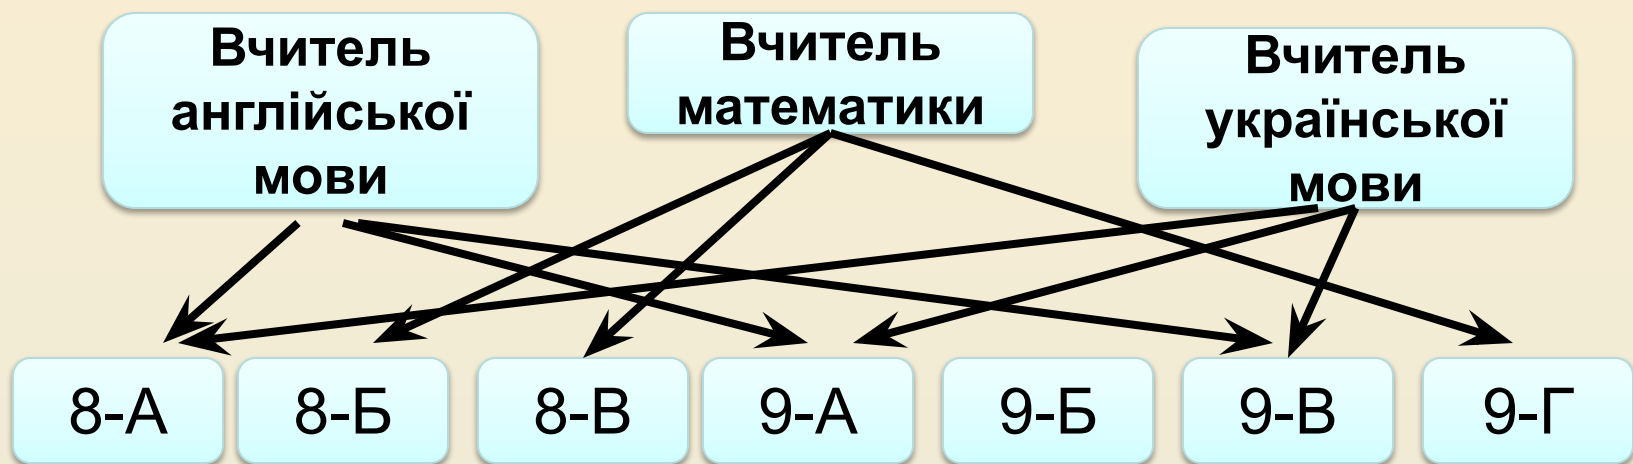 Вчитель
англійської
мови
Вчитель
математики
Вчитель
української
мови
8-А
8-Б
8-В
9-А
9-Б
9-В
9-Г